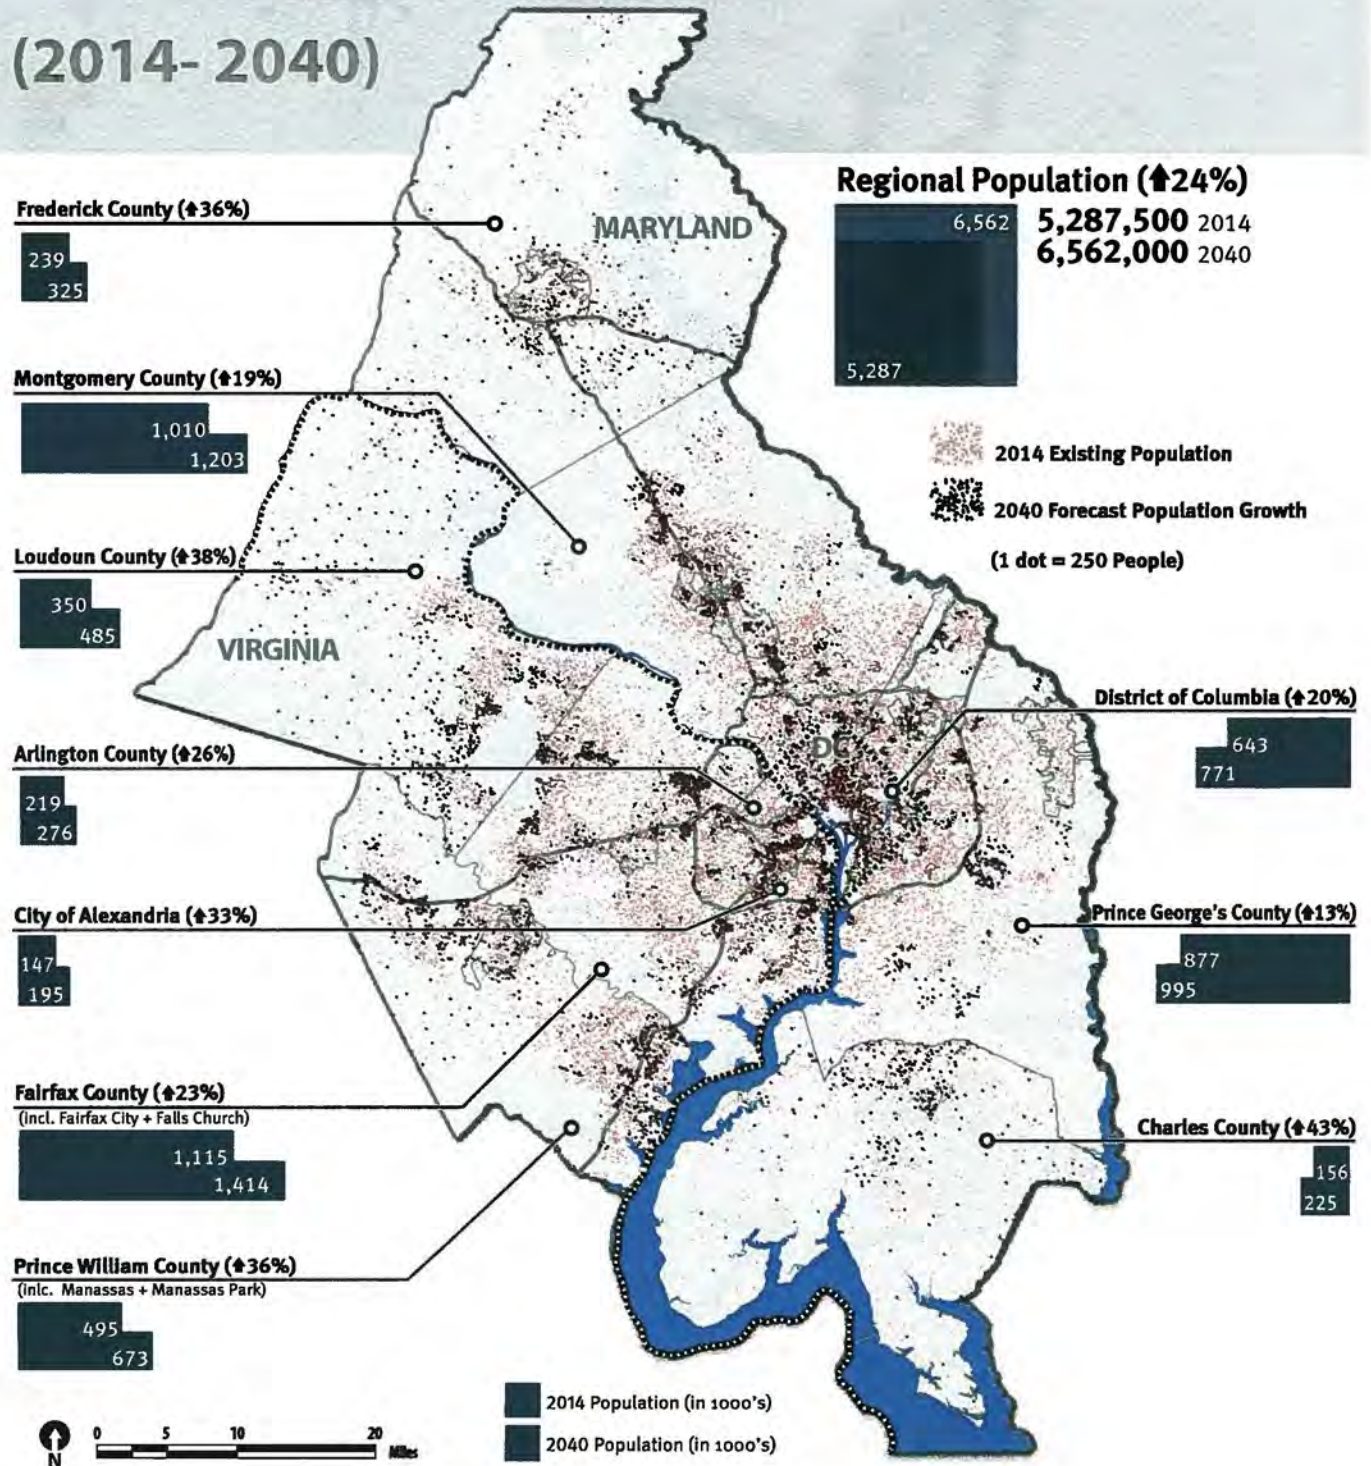 (2014- 2040)
Regional Population (⬆24%)
6,562
5,287,500 2014
6,562,000 2040
5,287
2014 Existing Population
2040 Forecast Population Growth
(1 dot = 250 People)
Frederick County (⬆36%)
239
325
MARYLAND
Montgomery County (⬆19%)
1,010
1,203
Loudoun County (⬆38%)
350
485
VIRGINIA
District of Columbia (⬆20%)
643
771
DC
Arlington County (⬆26%)
219
276
City of Alexandria (⬆33%)
147
195
Prince George's County (⬆13%)
877
995
Fairfax County (⬆23%)
(incl. Fairfax City + Falls Church)
1,115
1,414
Charles County (⬆43%)
156
225
Prince William County (⬆36%)
(inlc. Manassas + Manassas Park)
495
673
2014 Population (in 1000's)
2040 Population (in 1000's)
N
0 5 10 20
Miles